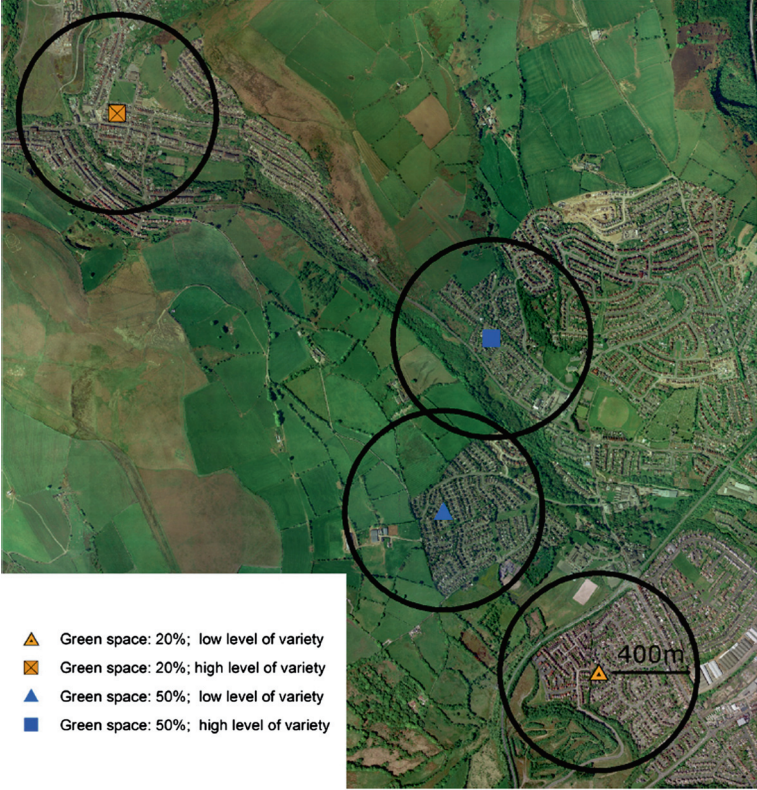 400m
Green space: 20%; low level of variety
Green space: 20%; high level of variety
Green space: 50%; low level of variety
Green space: 50%; high level of variety